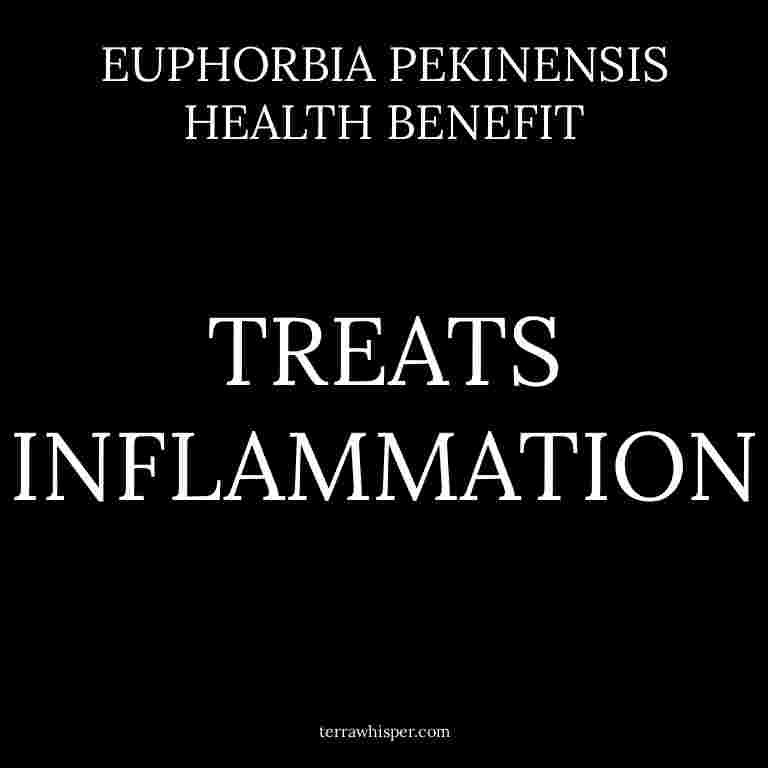 EUPHORBIA PEKINENSIS
HEALTH BENEFIT
TREATS
INFLAMMATION
terrawhisper.com